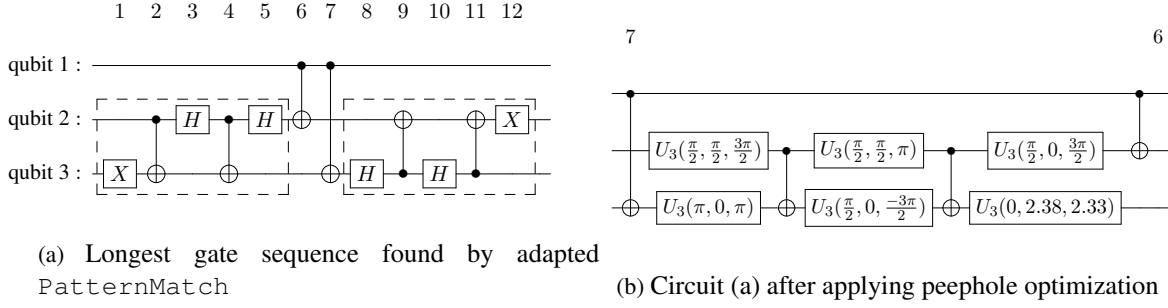 1 2 3 4 5 6 7 8 9 10 11 12
qubit 1 :
qubit 2 : H H X
qubit 3 : X H H
(a) Longest gate sequence found by adapted
PatternMatch
7 6
U₃(π/2, π/2, 3π/2) U₃(π/2, π/2, π) U₃(π/2, 0, 3π/2)
U₃(π, 0, π) U₃(π/2, 0, -3π/2) U₃(0, 2.38, 2.33)
(b) Circuit (a) after applying peephole optimization